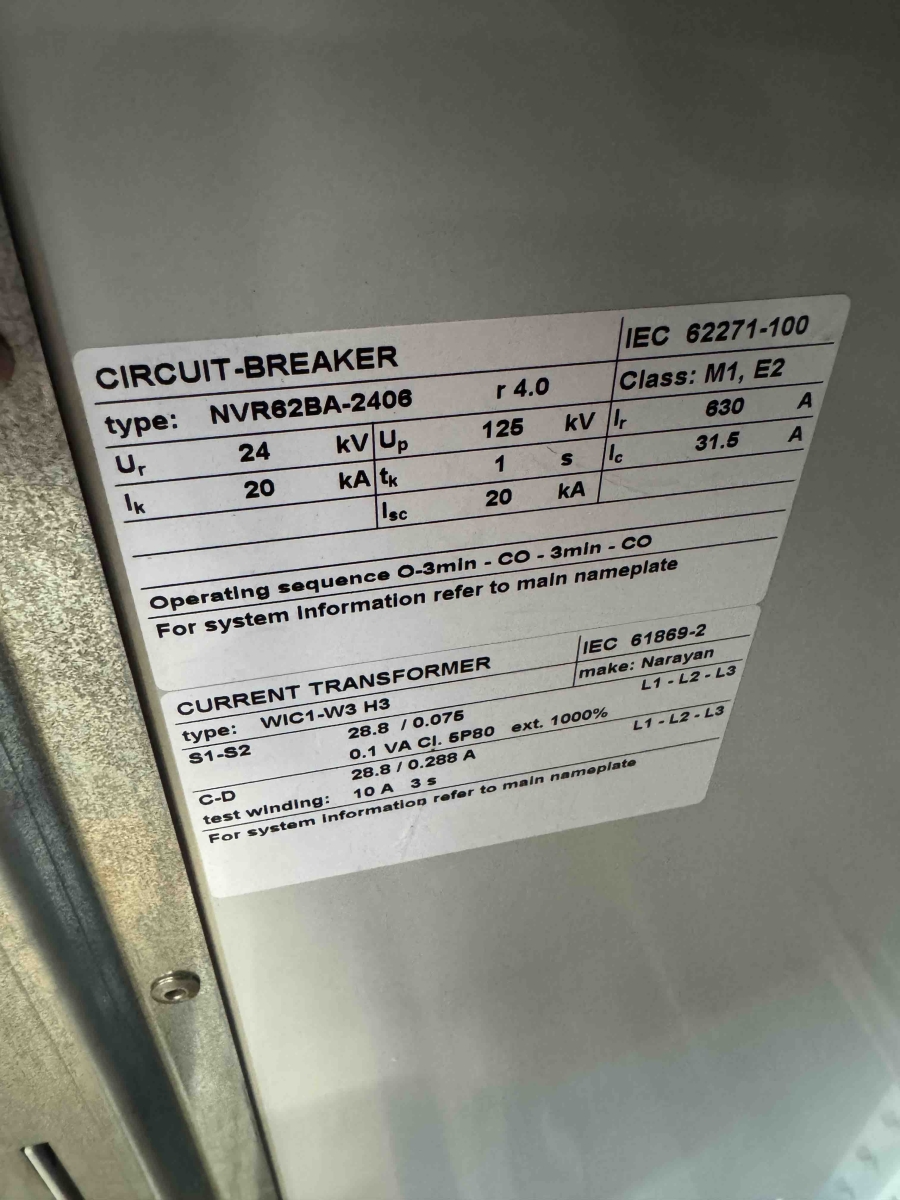 CIRCUIT-BREAKER IEC 62271-100
type: NVR62BA-2406 r 4.0 Class: M1, E2
Ur 24 kV Up 125 kV Ir 630 A
Ik 20 kA tk 1 s Ic 31.5 A
Isc 20 kA
Operating sequence O-3min - CO - 3min - CO
For system information refer to main nameplate
CURRENT TRANSFORMER IEC 61869-2
type: WIC1-W3 H3 make: Narayan
S1-S2 28.8 / 0.075 L1 - L2 - L3
0.1 VA Cl. 5P80 ext. 1000%
C-D 28.8 / 0.288 A L1 - L2 - L3
test winding: 10 A 3 s
For system information refer to main nameplate